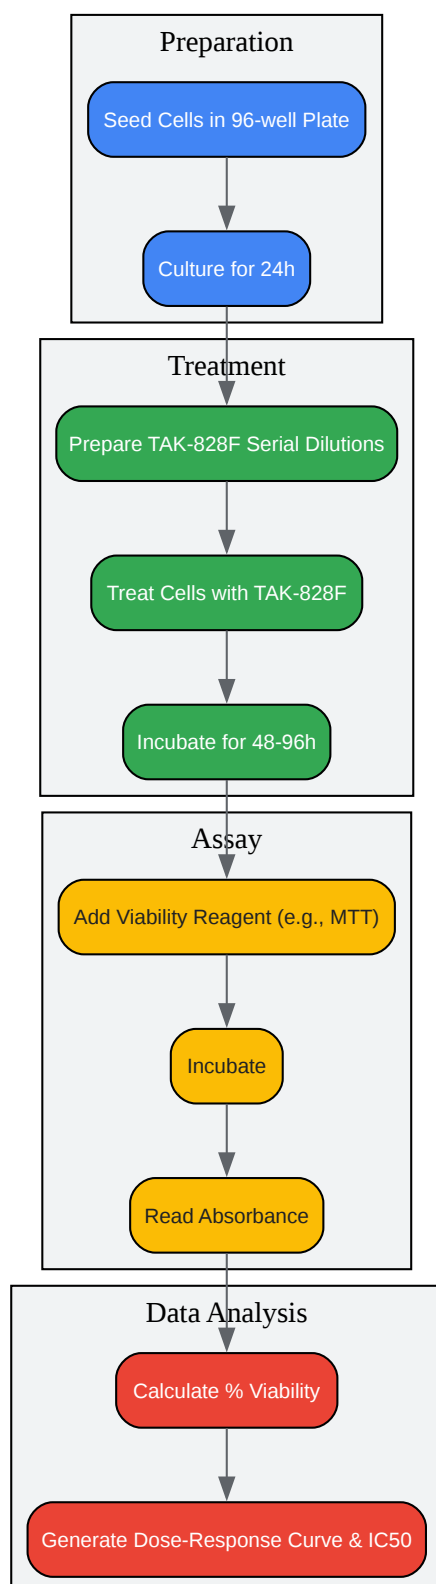 Preparation
Seed Cells in 96-well Plate
Culture for 24h
Treatment
Prepare TAK-828F Serial Dilutions
Treat Cells with TAK-828F
Incubate for 48-96h
Assay
Add Viability Reagent (e.g., MTT)
Incubate
Read Absorbance
Data Analysis
Calculate % Viability
Generate Dose-Response Curve & IC50